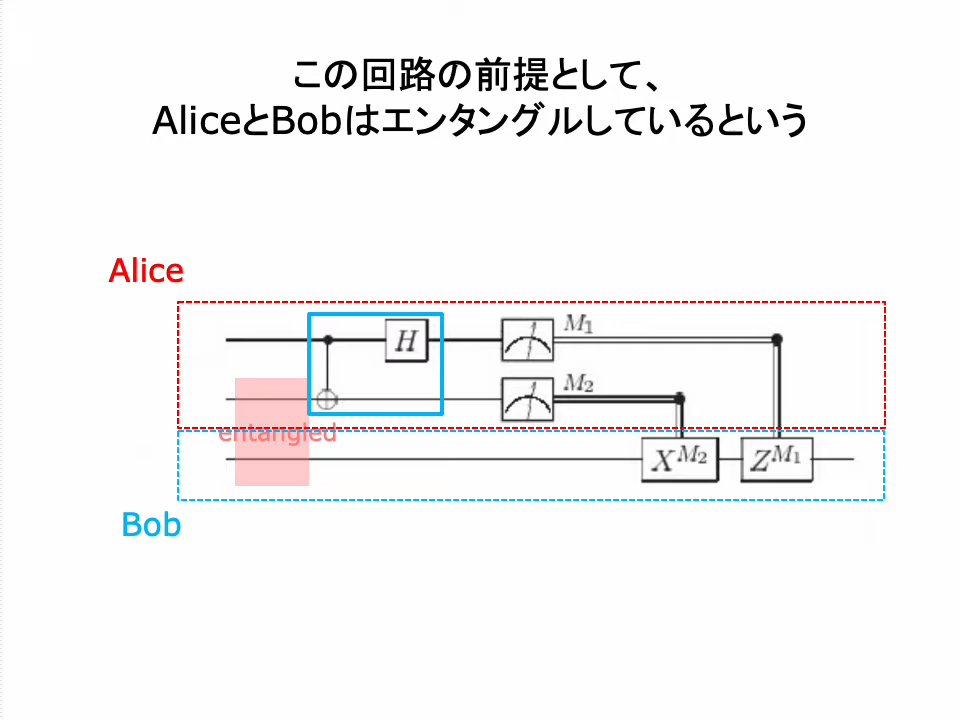 この回路の前提として、
AliceとBobはエンタングルしているという
Alice
M₁
H
M₂
entangled
X^M₂ Z^M₁
Bob